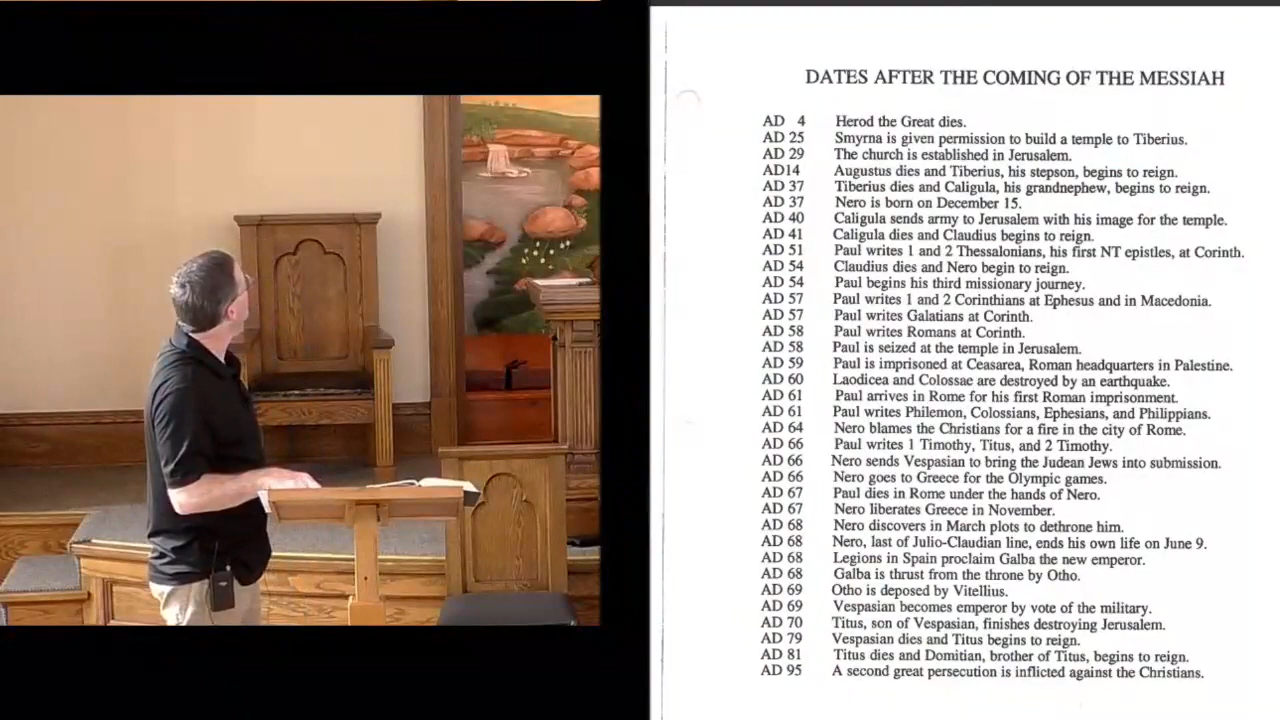 DATES AFTER THE COMING OF THE MESSIAH
AD 4 Herod the Great dies.
AD 25 Smyrna is given permission to build a temple to Tiberius.
AD 29 The church is established in Jerusalem.
AD14 Augustus dies and Tiberius, his stepson, begins to reign.
AD 37 Tiberius dies and Caligula, his grandnephew, begins to reign.
AD 37 Nero is born on December 15.
AD 40 Caligula sends army to Jerusalem with his image for the temple.
AD 41 Caligula dies and Claudius begins to reign.
AD 51 Paul writes 1 and 2 Thessalonians, his first NT epistles, at Corinth.
AD 54 Claudius dies and Nero begin to reign.
AD 54 Paul begins his third missionary journey.
AD 57 Paul writes 1 and 2 Corinthians at Ephesus and in Macedonia.
AD 57 Paul writes Galatians at Corinth.
AD 58 Paul writes Romans at Corinth.
AD 58 Paul is seized at the temple in Jerusalem.
AD 59 Paul is imprisoned at Ceasarea, Roman headquarters in Palestine.
AD 60 Laodicea and Colossae are destroyed by an earthquake.
AD 61 Paul arrives in Rome for his first Roman imprisonment.
AD 61 Paul writes Philemon, Colossians, Ephesians, and Philippians.
AD 64 Nero blames the Christians for a fire in the city of Rome.
AD 66 Paul writes 1 Timothy, Titus, and 2 Timothy.
AD 66 Nero sends Vespasian to bring the Judean Jews into submission.
AD 66 Nero goes to Greece for the Olympic games.
AD 67 Paul dies in Rome under the hands of Nero.
AD 67 Nero liberates Greece in November.
AD 68 Nero discovers in March plots to dethrone him.
AD 68 Nero, last of Julio-Claudian line, ends his own life on June 9.
AD 68 Legions in Spain proclaim Galba the new emperor.
AD 68 Galba is thrust from the throne by Otho.
AD 69 Otho is deposed by Vitellius.
AD 69 Vespasian becomes emperor by vote of the military.
AD 70 Titus, son of Vespasian, finishes destroying Jerusalem.
AD 79 Vespasian dies and Titus begins to reign.
AD 81 Titus dies and Domitian, brother of Titus, begins to reign.
AD 95 A second great persecution is inflicted against the Christians.